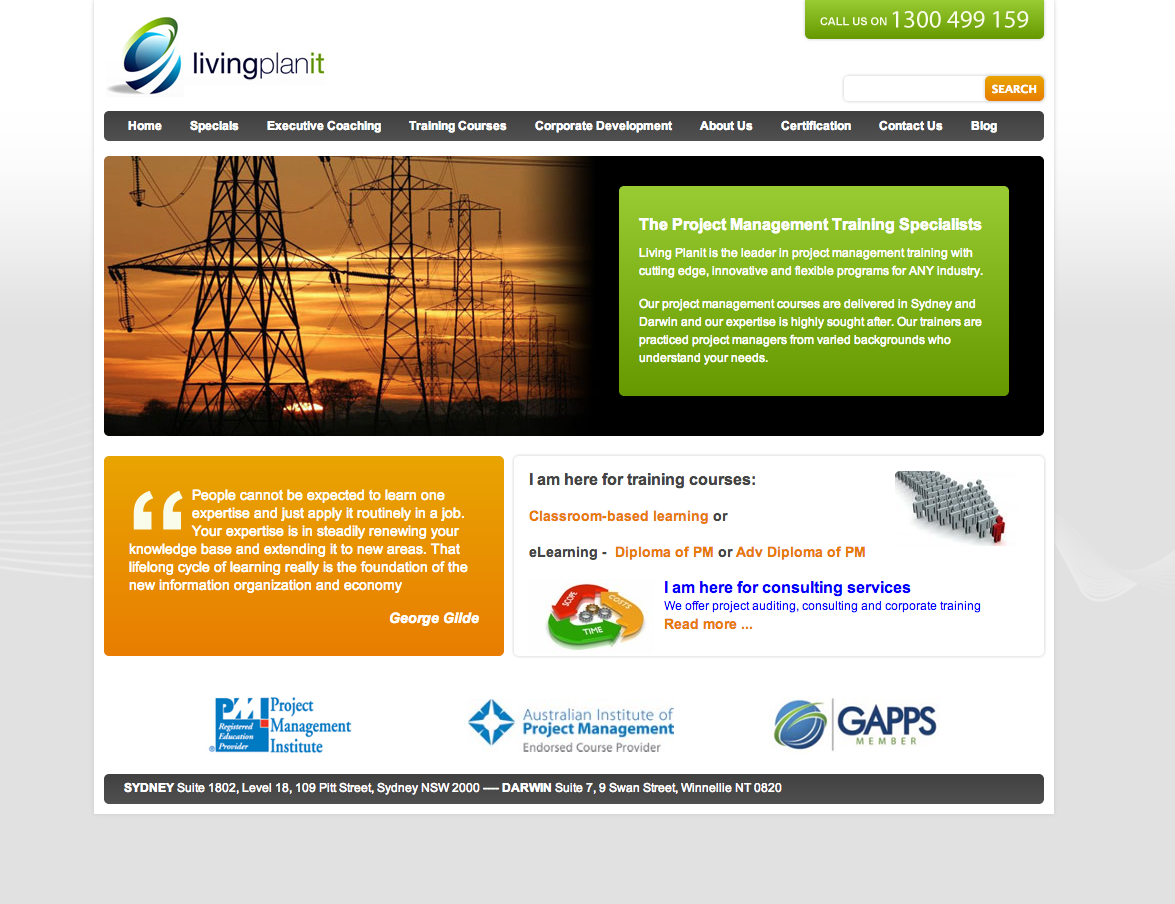 CALL US ON 1300 499 159
livingplanit
SEARCH
Home Specials Executive Coaching Training Courses Corporate Development About Us Certification Contact Us Blog
The Project Management Training Specialists
Living Planit is the leader in project management training with
cutting edge, innovative and flexible programs for ANY industry.
Our project management courses are delivered in Sydney and
Darwin and our expertise is highly sought after. Our trainers are
practiced project managers from varied backgrounds who
understand your needs.
“ People cannot be expected to learn one
expertise and just apply it routinely in a job.
Your expertise is in steadily renewing your
knowledge base and extending it to new areas. That
lifelong cycle of learning really is the foundation of the
new information organization and economy
George Gilde
I am here for training courses:
Classroom-based learning or
eLearning - Diploma of PM or Adv Diploma of PM
SCOPE
COSTS
TIME
I am here for consulting services
We offer project auditing, consulting and corporate training
Read more ...
PMI
Registered
Education
® Provider
Project
Management
Institute
Australian Institute of
Project Management
Endorsed Course Provider
GAPPS
MEMBER
SYDNEY Suite 1802, Level 18, 109 Pitt Street, Sydney NSW 2000 ---- DARWIN Suite 7, 9 Swan Street, Winnellie NT 0820